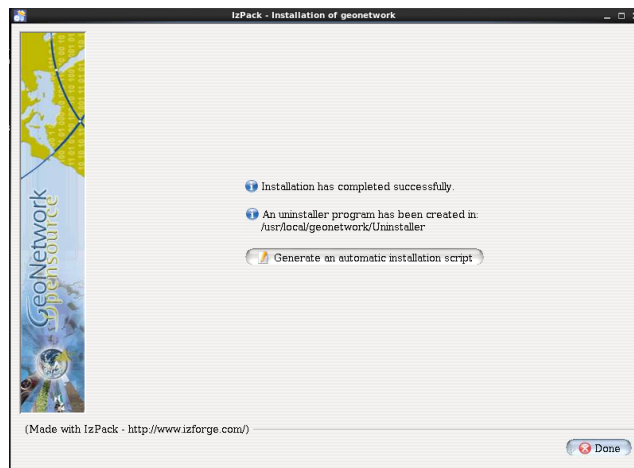 IzPack - Installation of geonetwork
GeoNetwork
Opensource
Installation has completed successfully.
An uninstaller program has been created in:
/usr/local/geonetwork/Uninstaller
Generate an automatic installation script
(Made with IzPack - http://www.izforge.com/)
Done